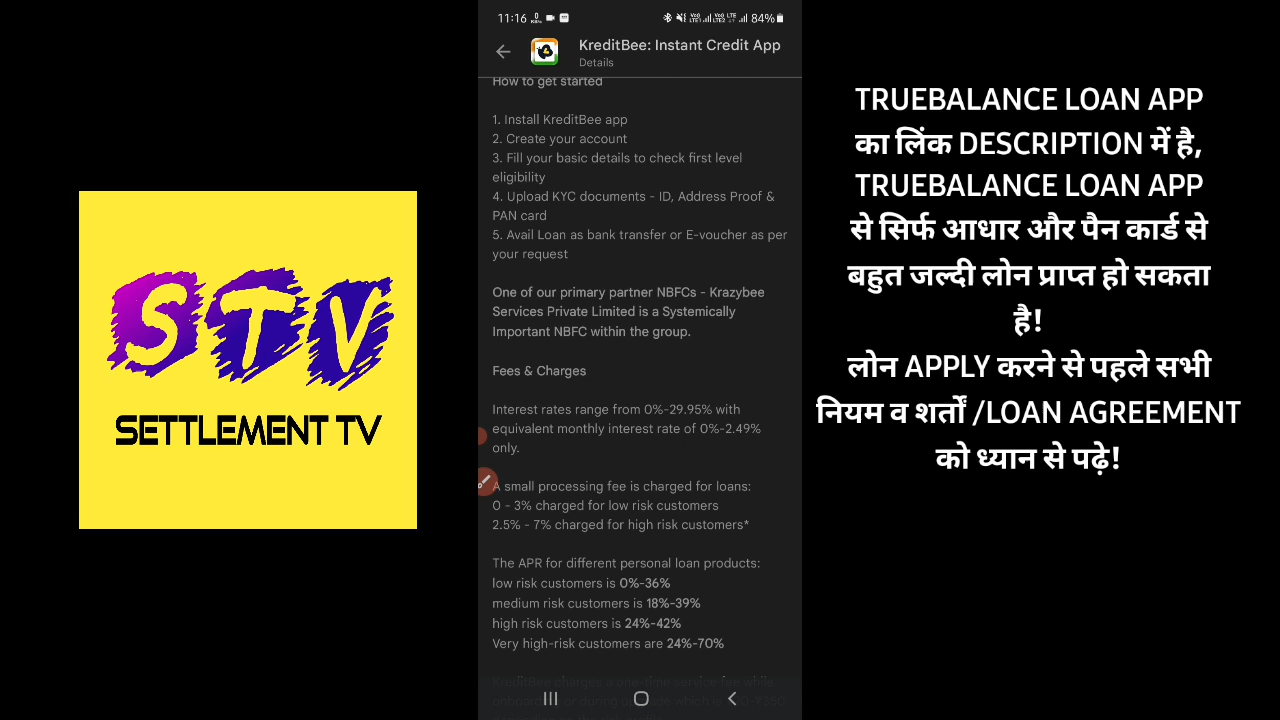 STV
SETTLEMENT TV
11:16 84%
KreditBee: Instant Credit App
Details
How to get started
1. Install KreditBee app
2. Create your account
3. Fill your basic details to check first level
eligibility
4. Upload KYC documents - ID, Address Proof &
PAN card
5. Avail Loan as bank transfer or E-voucher as per
your request
One of our primary partner NBFCs - Krazybee
Services Private Limited is a Systemically
Important NBFC within the group.
Fees & Charges
Interest rates range from 0%-29.95% with
equivalent monthly interest rate of 0%-2.49%
only.
A small processing fee is charged for loans:
0 - 3% charged for low risk customers
2.5% - 7% charged for high risk customers*
The APR for different personal loan products:
low risk customers is 0%-36%
medium risk customers is 18%-39%
high risk customers is 24%-42%
Very high-risk customers are 24%-70%
KreditBee charges a one-time service fee while
TRUEBALANCE LOAN APP
का लिंक DESCRIPTION में है,
TRUEBALANCE LOAN APP
से सिर्फ आधार और पैन कार्ड से
बहुत जल्दी लोन प्राप्त हो सकता
है!
लोन APPLY करने से पहले सभी
नियम व शर्तों /LOAN AGREEMENT
को ध्यान से पढ़े!